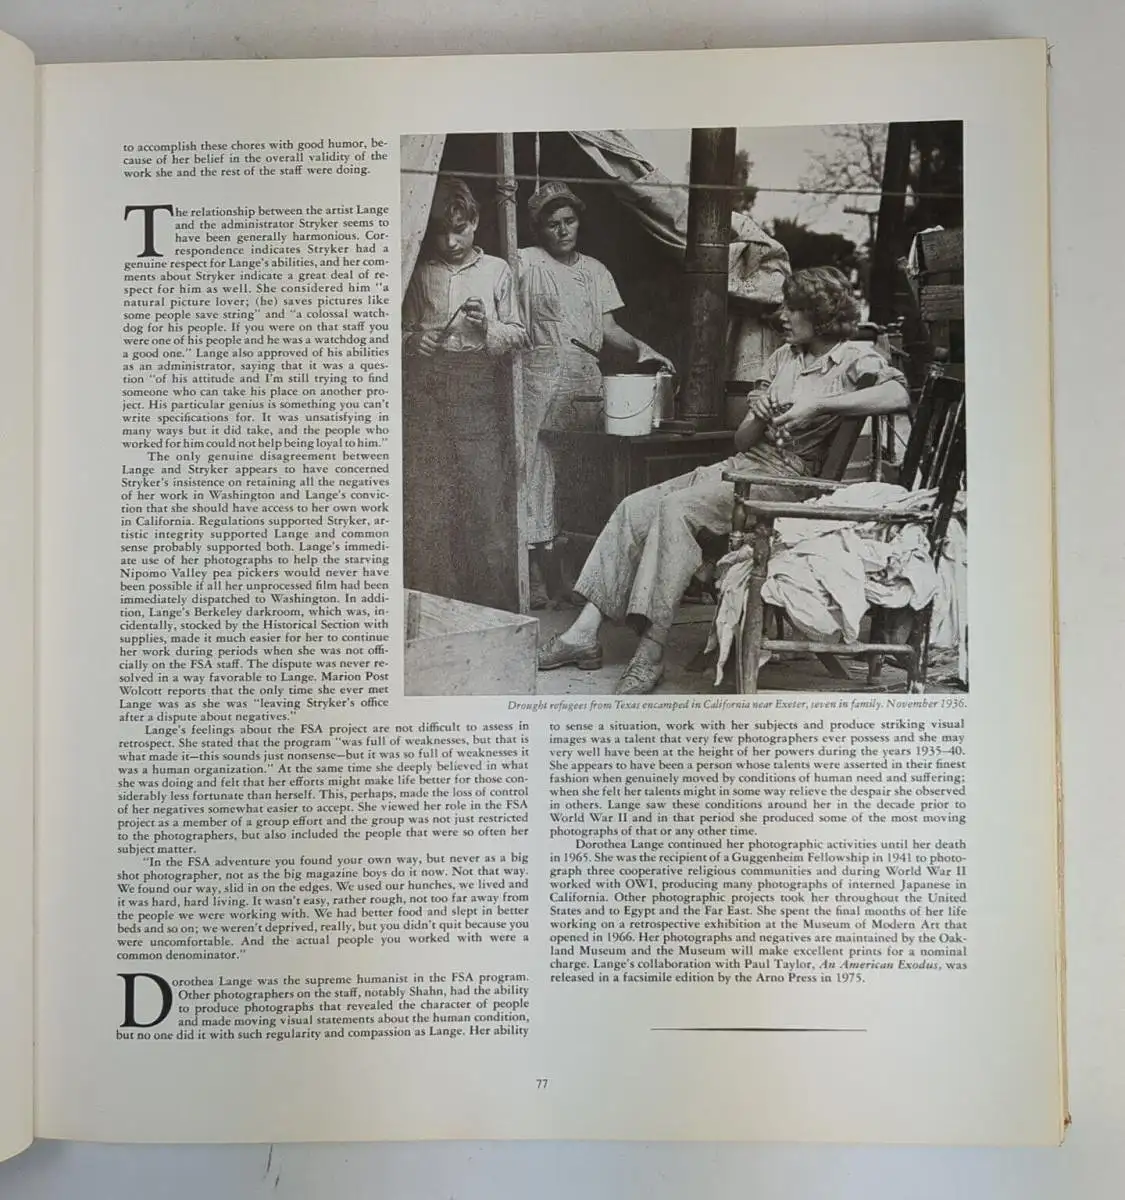 to accomplish these chores with good humor, be-
cause of her belief in the overall validity of the
work she and the rest of the staff were doing.
The relationship between the artist Lange
and the administrator Stryker seems to
have been generally harmonious. Cor-
respondence indicates Stryker had a
genuine respect for Lange's abilities, and her com-
ments about Stryker indicate a great deal of re-
spect for him as well. She considered him "a
natural picture lover; (he) saves pictures like
some people save string" and "a colossal watch-
dog for his people. If you were on that staff you
were one of his people and he was a watchdog and
a good one." Lange also approved of his abilities
as an administrator, saying that it was a ques-
tion "of his attitude and I'm still trying to find
someone who can take his place on another pro-
ject. His particular genius is something you can't
write specifications for. It was unsatisfying in
many ways but it did take, and the people who
worked for him could not help being loyal to him."
The only genuine disagreement between
Lange and Stryker appears to have concerned
Stryker's insistence on retaining all the negatives
of her work in Washington and Lange's convic-
tion that she should have access to her own work
in California. Regulations supported Stryker, ar-
tistic integrity supported Lange and common
sense probably supported both. Lange's immedi-
ate use of her photographs to help the starving
Nipomo Valley pea pickers would never have
been possible if all her unprocessed film had been
immediately dispatched to Washington. In addi-
tion, Lange's Berkeley darkroom, which was, in-
cidentally, stocked by the Historical Section with
supplies, made it much easier for her to continue
her work during periods when she was not offi-
cially on the FSA staff. The dispute was never re-
solved in a way favorable to Lange. Marion Post
Wolcott reports that the only time she ever met
Lange was as she was "leaving Stryker's office
after a dispute about negatives."
Lange's feelings about the FSA project are not difficult to assess in
retrospect. She stated that the program "was full of weaknesses, but that is
what made it—this sounds just nonsense—but it was so full of weaknesses it
was a human organization." At the same time she deeply believed in what
she was doing and felt that her efforts might make life better for those con-
siderably less fortunate than herself. This, perhaps, made the loss of control
of her negatives somewhat easier to accept. She viewed her role in the FSA
project as a member of a group effort and the group was not just restricted
to the photographers, but also included the people that were so often her
subject matter.
"In the FSA adventure you found your own way, but never as a big
shot photographer, not as the big magazine boys do it now. Not that way.
We found our way, slid in on the edges. We used our hunches, we lived and
it was hard, hard living. It wasn't easy, rather rough, not too far away from
the people we were working with. We had better food and slept in better
beds and so on; we weren't deprived, really, but you didn't quit because you
were uncomfortable. And the actual people you worked with were a
common denominator."
Dorothea Lange was the supreme humanist in the FSA program.
Other photographers on the staff, notably Shahn, had the ability
to produce photographs that revealed the character of people
and made moving visual statements about the human condition,
but no one did it with such regularity and compassion as Lange. Her ability
Drought refugees from Texas encamped in California near Exeter, seven in family. November 1936.
to sense a situation, work with her subjects and produce striking visual
images was a talent that very few photographers ever possess and she may
very well have been at the height of her powers during the years 1935–40.
She appears to have been a person whose talents were asserted in their finest
fashion when genuinely moved by conditions of human need and suffering;
when she felt her talents might in some way relieve the despair she observed
in others. Lange saw these conditions around her in the decade prior to
World War II and in that period she produced some of the most moving
photographs of that or any other time.
Dorothea Lange continued her photographic activities until her death
in 1965. She was the recipient of a Guggenheim Fellowship in 1941 to photo-
graph three cooperative religious communities and during World War II
worked with OWI, producing many photographs of interned Japanese in
California. Other photographic projects took her throughout the United
States and to Egypt and the Far East. She spent the final months of her life
working on a retrospective exhibition at the Museum of Modern Art that
opened in 1966. Her photographs and negatives are maintained by the Oak-
land Museum and the Museum will make excellent prints for a nominal
charge. Lange's collaboration with Paul Taylor, An American Exodus, was
released in a facsimile edition by the Arno Press in 1975.
77